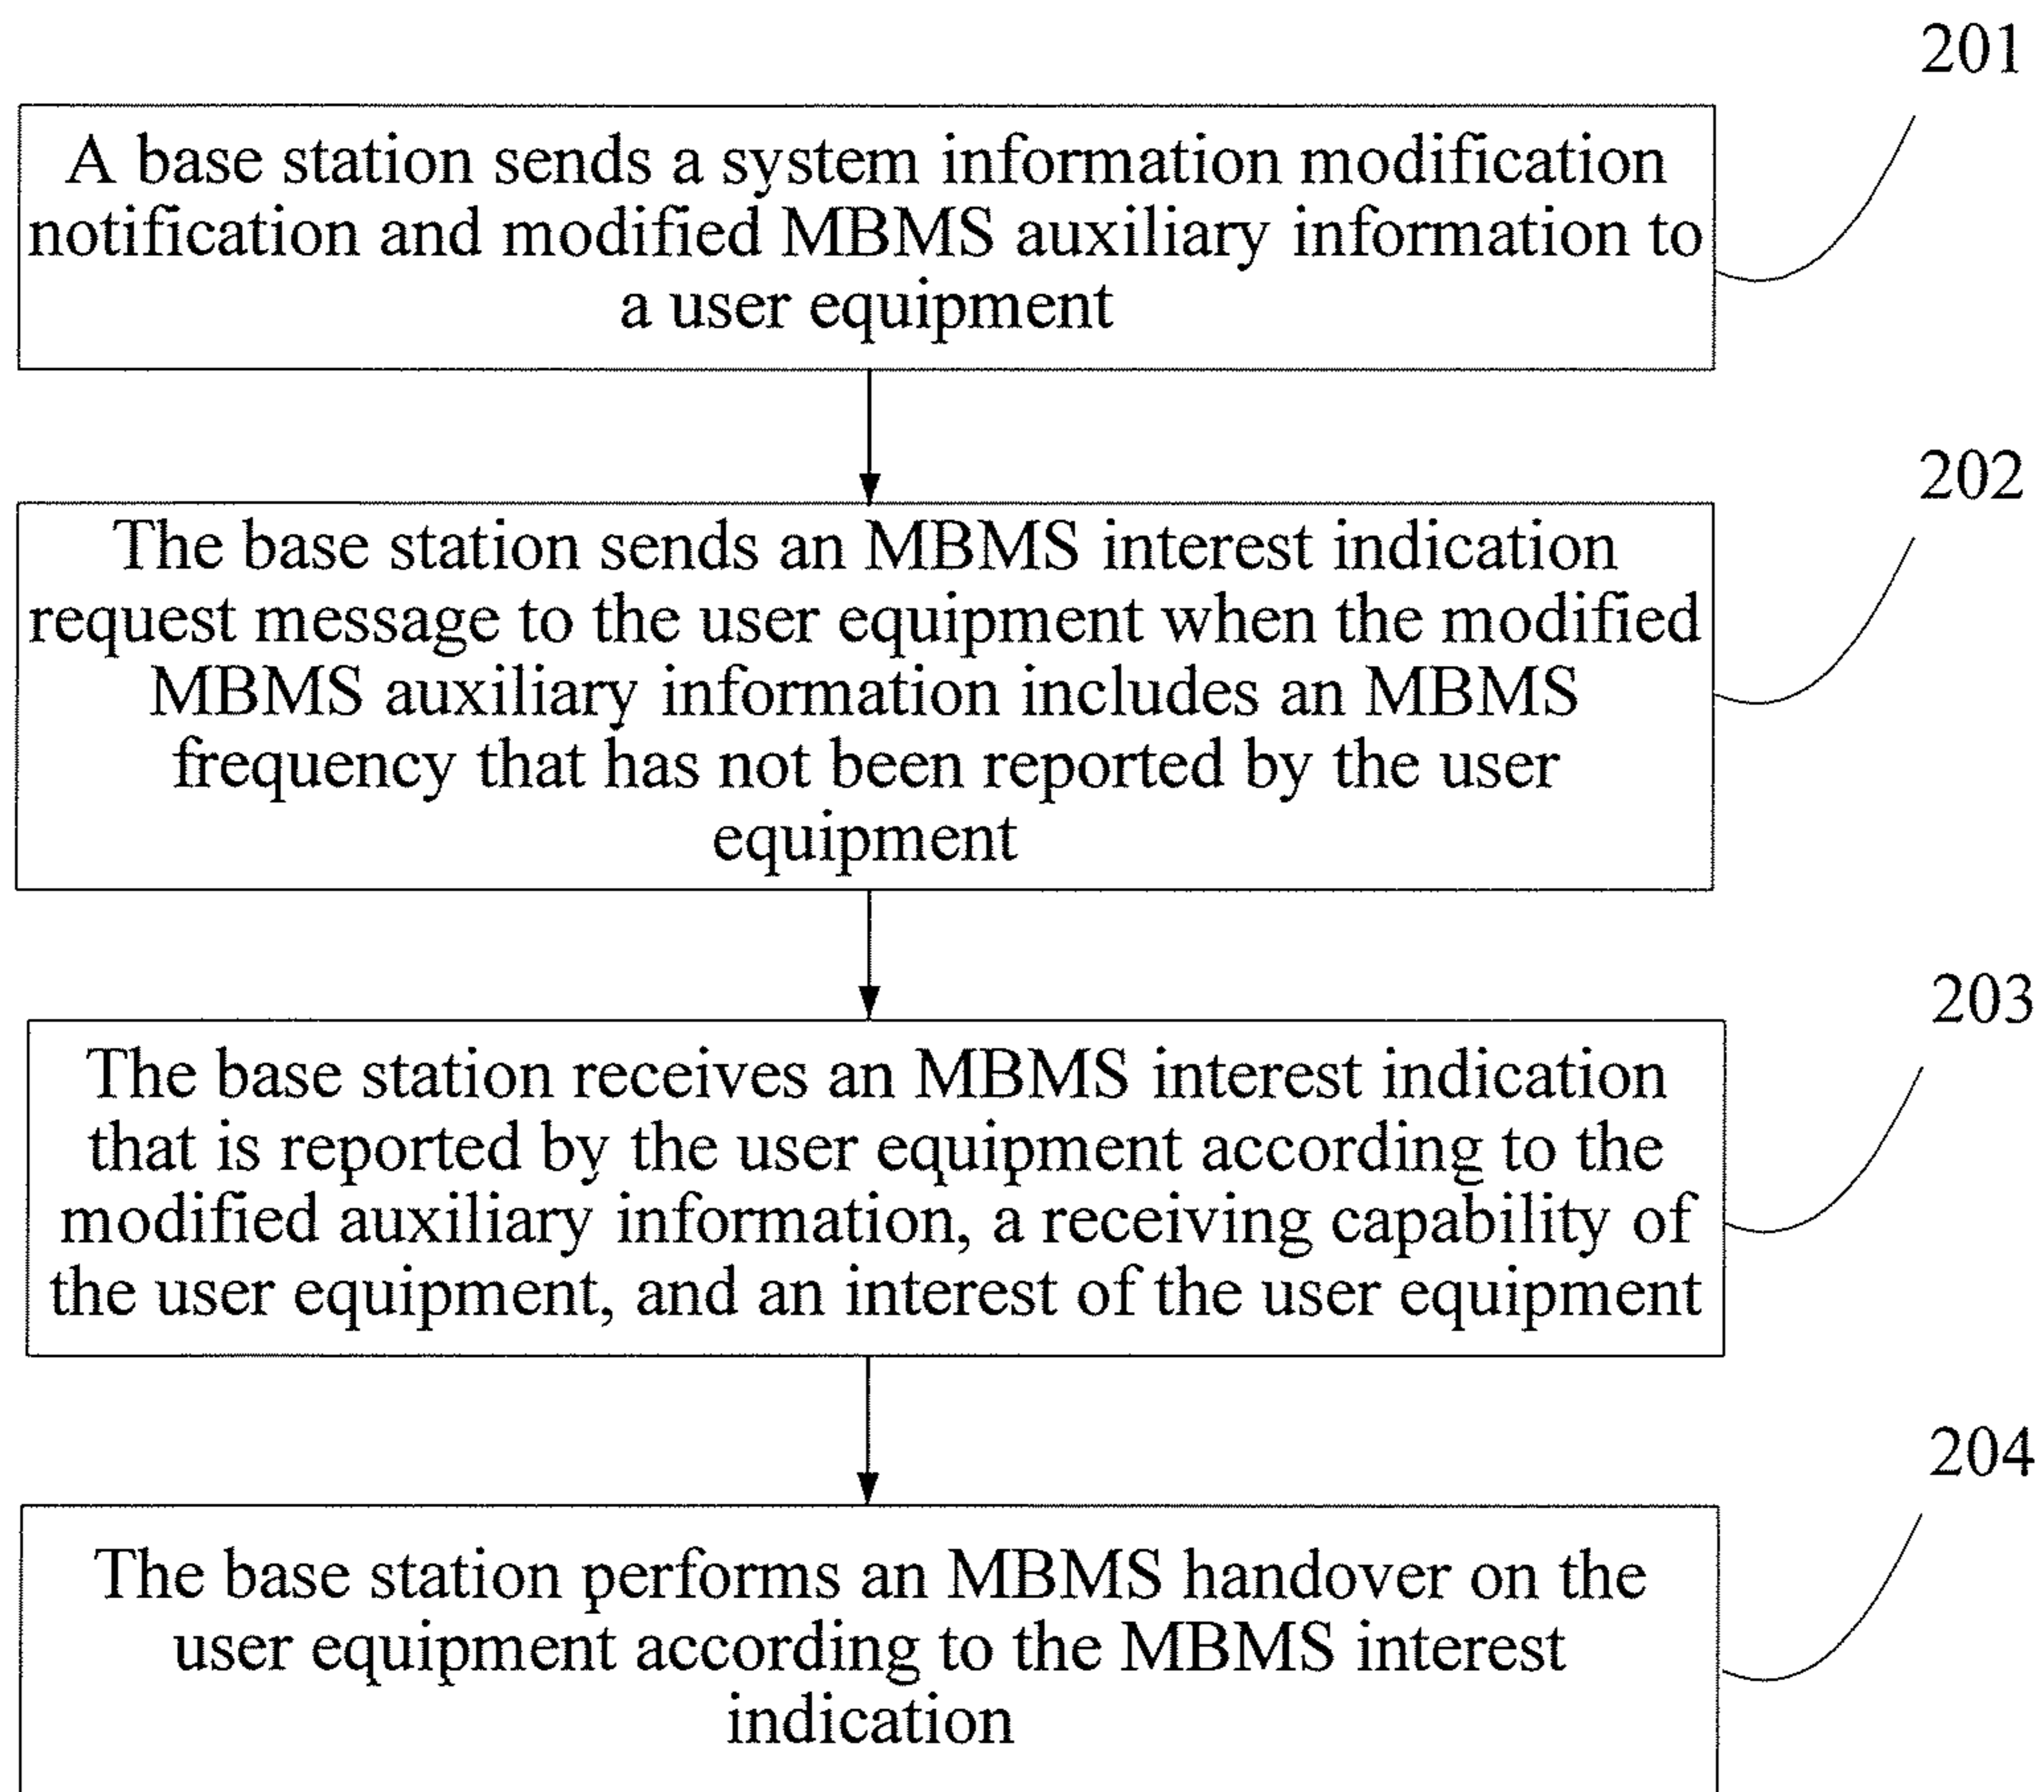 201
A base station sends a system information modification
notification and modified MBMS auxiliary information to
a user equipment
202
The base station sends an MBMS interest indication
request message to the user equipment when the modified
MBMS auxiliary information includes an MBMS
frequency that has not been reported by the user
equipment
203
The base station receives an MBMS interest indication
that is reported by the user equipment according to the
modified auxiliary information, a receiving capability of
the user equipment, and an interest of the user equipment
204
The base station performs an MBMS handover on the
user equipment according to the MBMS interest
indication